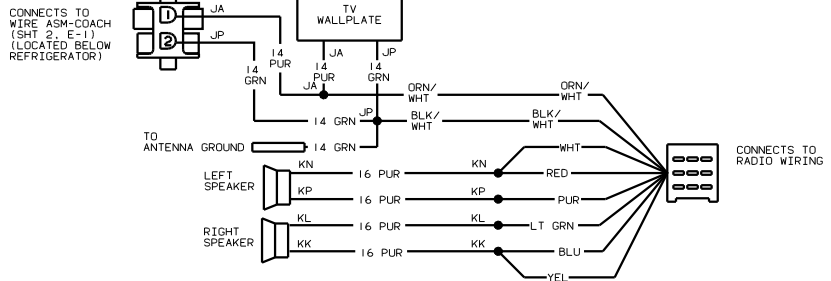 CONNECTS TO
WIRE ASM-COACH
(SHT 2, E-1)
(LOCATED BELOW
REFRIGERATOR)
1
JA
2
JP
TV
WALLPLATE
14
PUR
JA
JP
14
GRN
14
PUR
14
GRN
JA
ORN/
WHT
ORN/
WHT
JP
14 GRN
BLK/
WHT
BLK/
WHT
TO
ANTENNA GROUND
14 GRN
WHT
CONNECTS TO
RADIO WIRING
LEFT
SPEAKER
KN
16 PUR
KN
RED
KP
16 PUR
KP
PUR
RIGHT
SPEAKER
KL
16 PUR
KL
LT GRN
KK
16 PUR
KK
BLU
YEL